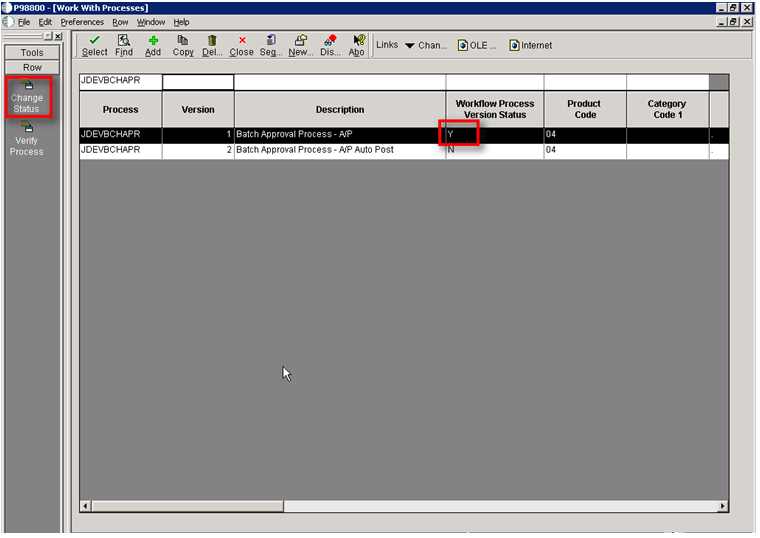 P98800 - [Work With Processes]
File Edit Preferences Row Window Help
Tools
Row
Change
Status
Verify
Process
Select Find Add Copy Del... Close Seq... New... Dis... Abo Links Chan... OLE ... Internet
JDEVBCHAPR
Process Version Description Workflow Process Version Status Product Code Category Code 1
JDEVBCHAPR 1 Batch Approval Process - A/P Y 04 .
JDEVBCHAPR 2 Batch Approval Process - A/P Auto Post N 04 .